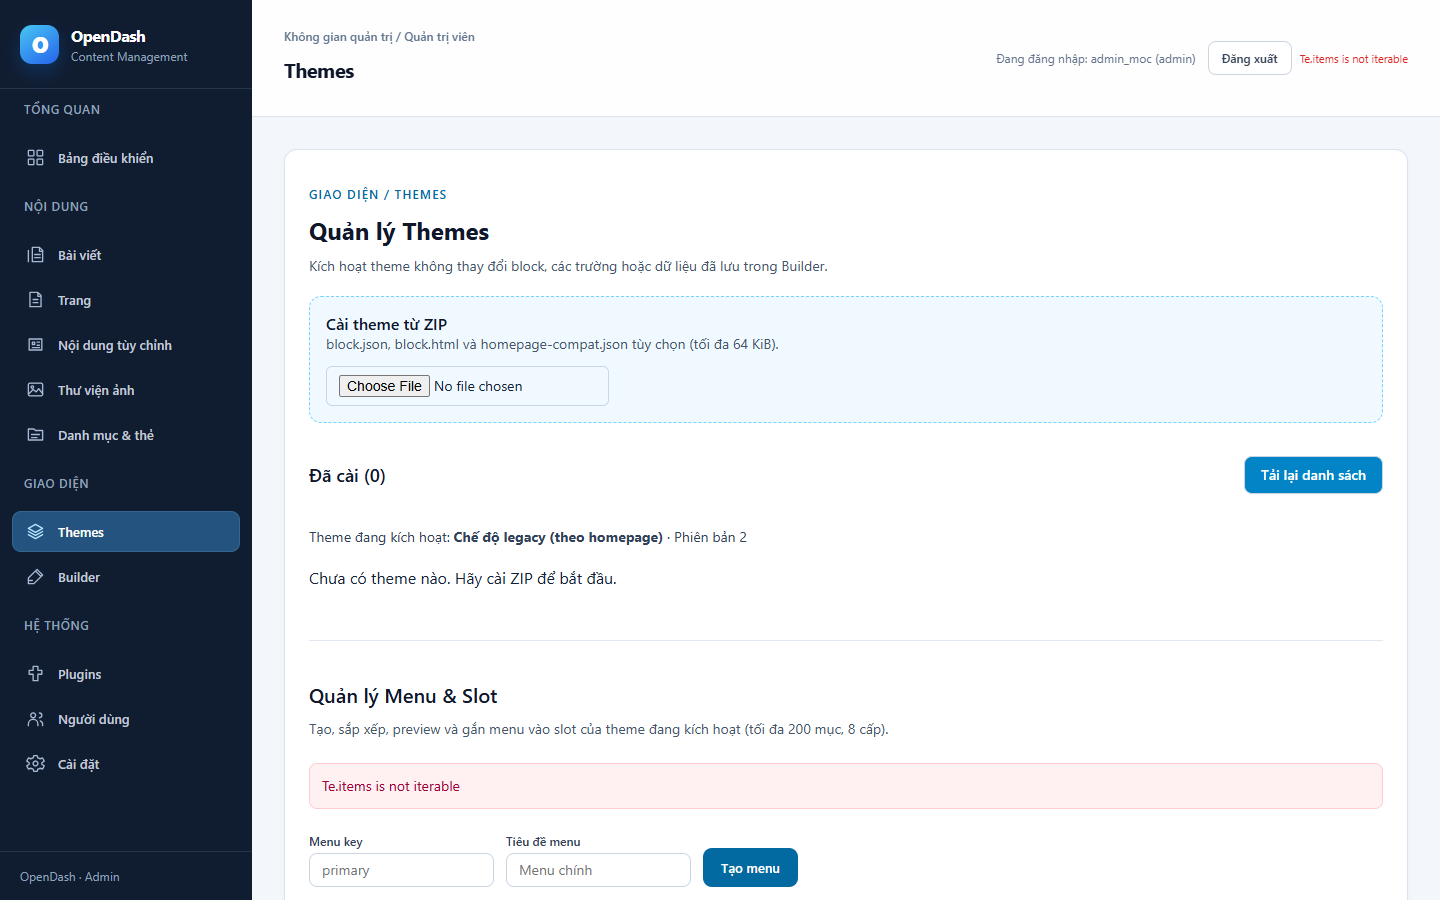 O
OpenDash
Content Management
TỔNG QUAN
Bảng điều khiển
NỘI DUNG
Bài viết
Trang
Nội dung tùy chỉnh
Thư viện ảnh
Danh mục & thẻ
GIAO DIỆN
Themes
Builder
HỆ THỐNG
Plugins
Người dùng
Cài đặt
OpenDash · Admin
Không gian quản trị / Quản trị viên
Themes
Đang đăng nhập: admin_moc (admin)
Đăng xuất
Te.items is not iterable
GIAO DIỆN / THEMES
Quản lý Themes
Kích hoạt theme không thay đổi block, các trường hoặc dữ liệu đã lưu trong Builder.
Cài theme từ ZIP
block.json, block.html và homepage-compat.json tùy chọn (tối đa 64 KiB).
Choose File No file chosen
Đã cài (0)
Tải lại danh sách
Theme đang kích hoạt: Chế độ legacy (theo homepage) · Phiên bản 2
Chưa có theme nào. Hãy cài ZIP để bắt đầu.
Quản lý Menu & Slot
Tạo, sắp xếp, preview và gắn menu vào slot của theme đang kích hoạt (tối đa 200 mục, 8 cấp).
Te.items is not iterable
Menu key
primary
Tiêu đề menu
Menu chính
Tạo menu